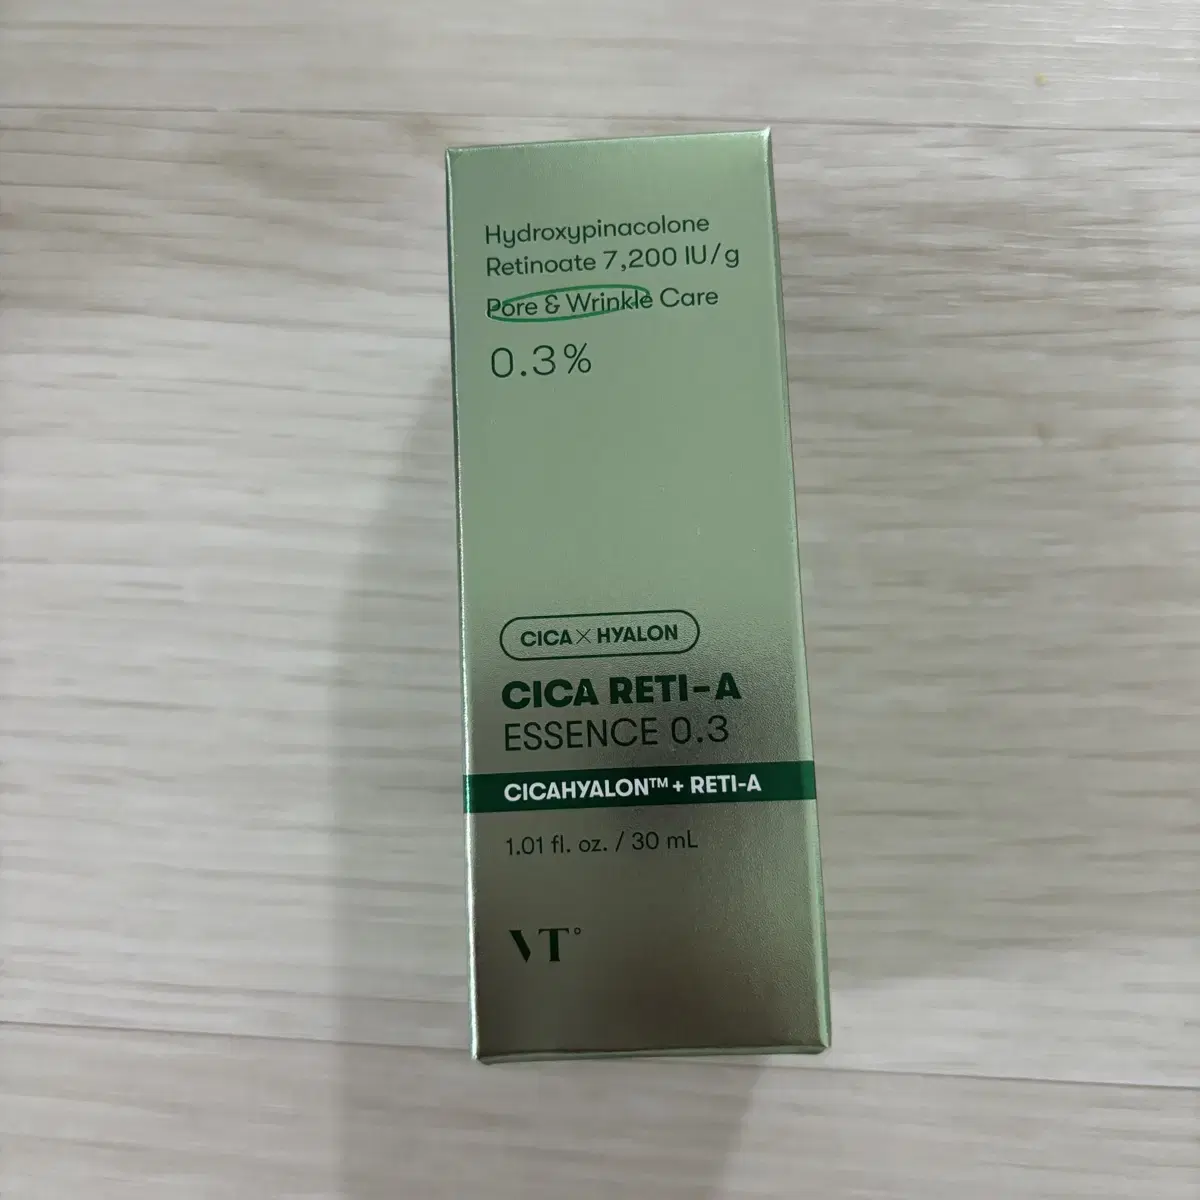 Hydroxypinacolone
Retinoate 7,200 IU/g
Pore & Wrinkle Care
0.3%
CICA×HYALON
CICA RETI-A
ESSENCE 0.3
CICAHYALON™ + RETI-A
1.01 fl. oz. / 30 mL
VT°